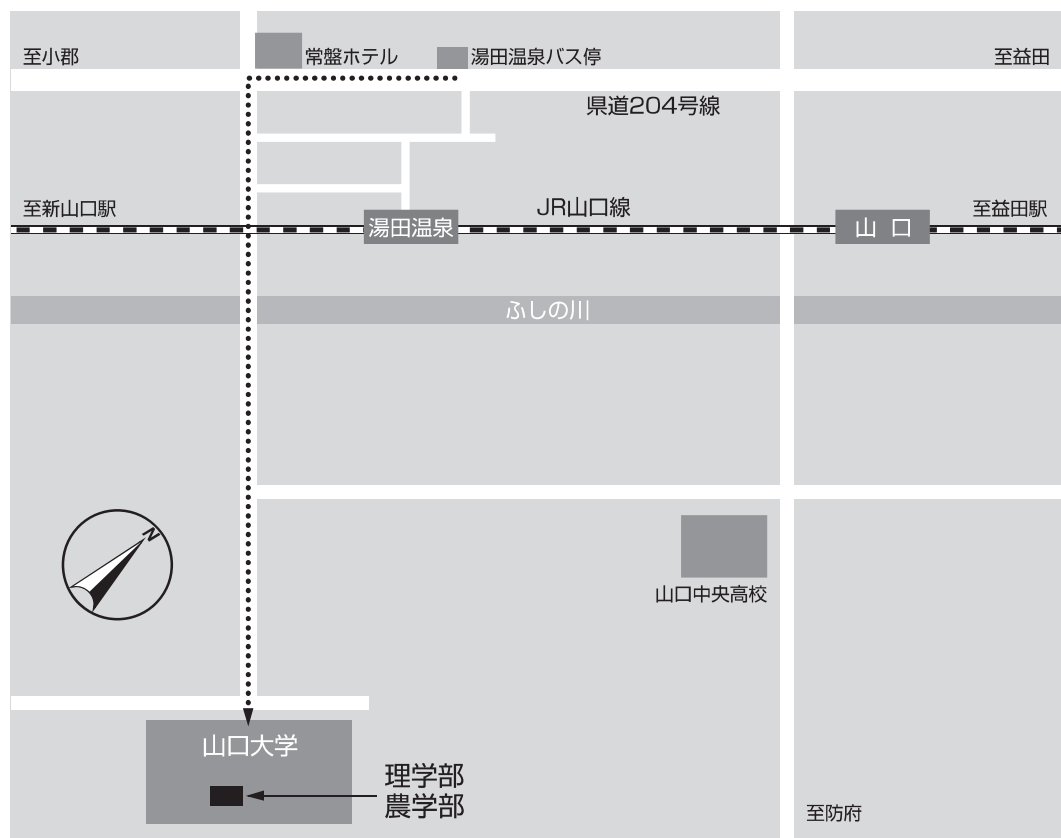 至小郡
常盤ホテル
湯田温泉バス停
至益田
県道204号線
至新山口駅
JR山口線
至益田駅
湯田温泉
山 口
ふしの川
N
山口中央高校
山口大学
理学部
農学部
至防府